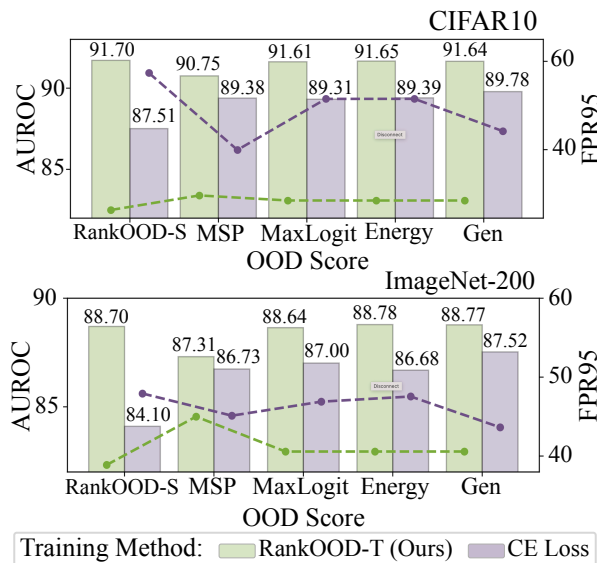 CIFAR10
91.70 90.75 91.61 91.65 91.64
60
90 89.38 89.31 89.39 89.78
87.51
AUROC
FPR95
Disconnect
40
85
RankOOD-S MSP MaxLogit Energy Gen
OOD Score
ImageNet-200
90 60
88.70 87.31 88.64 88.78 88.77
86.73 87.00 86.68 87.52
AUROC
FPR95
50
Disconnect
85 84.10
40
RankOOD-S MSP MaxLogit Energy Gen
OOD Score
Training Method: RankOOD-T (Ours) CE Loss